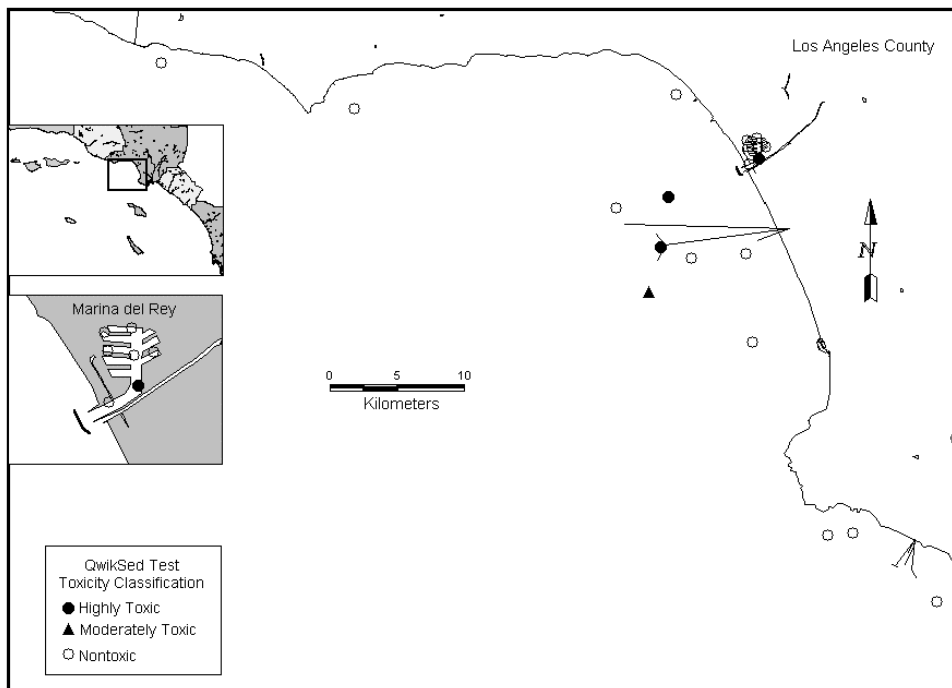 Los Angeles County
N
Marina del Rey
0 5 10
Kilometers
QwikSed Test
Toxicity Classification
Highly Toxic
Moderately Toxic
Nontoxic